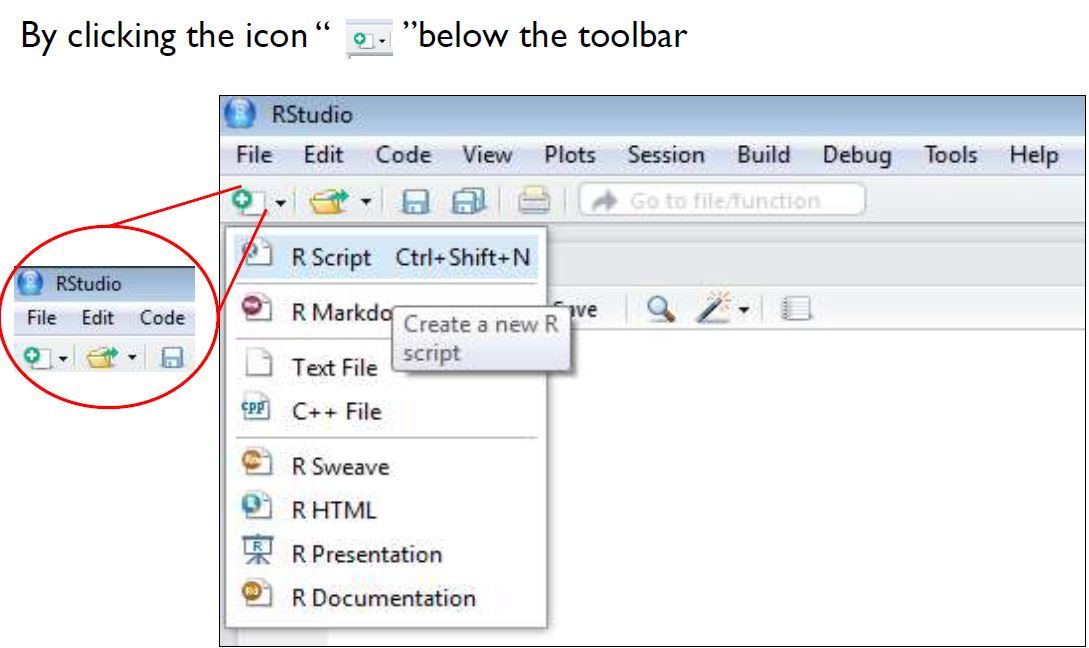 By clicking the icon “ ”below the toolbar
RStudio
File Edit Code View Plots Session Build Debug Tools Help
Go to file/function
R Script Ctrl+Shift+N
R Markdo
Create a new R
script
Text File
C++ File
R Sweave
R HTML
R Presentation
R Documentation
RStudio
File Edit Code